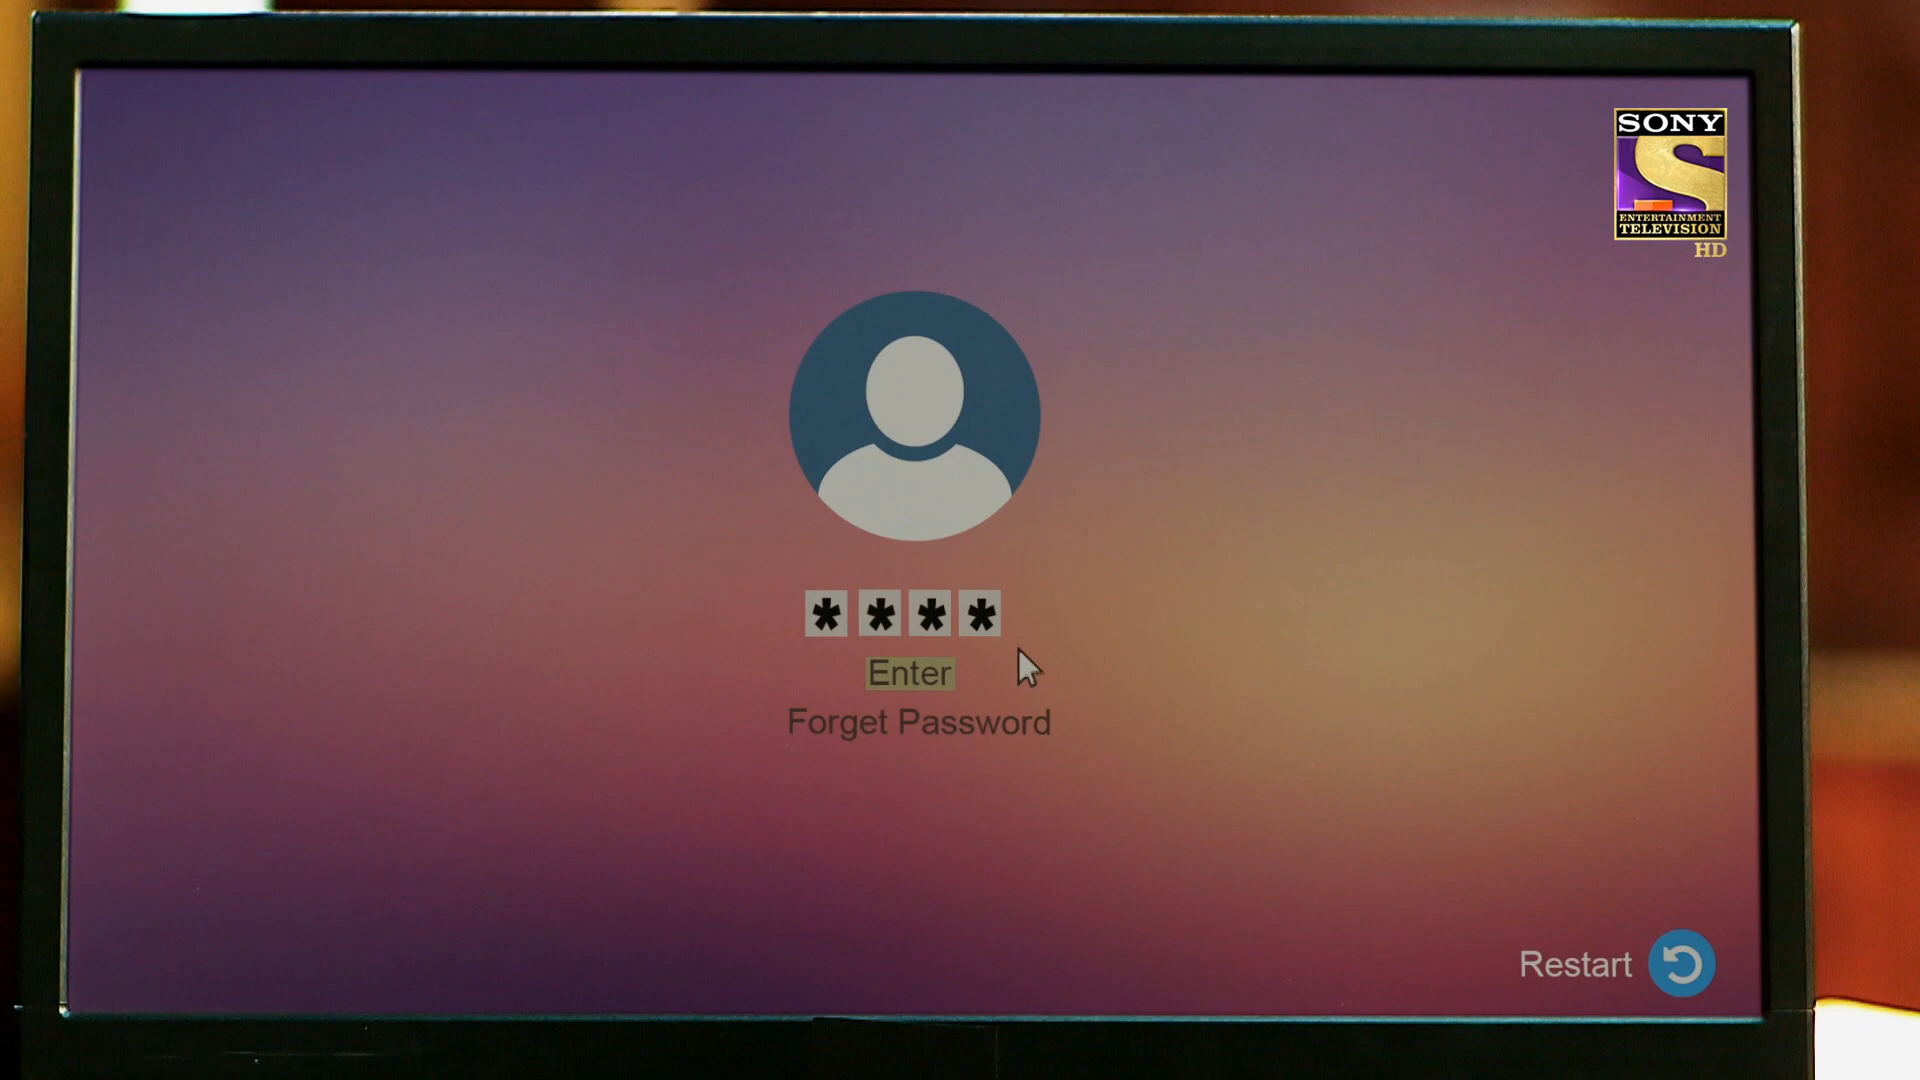 SONY
ENTERTAINMENT
TELEVISION
HD
* * * *
Enter
Forget Password
Restart